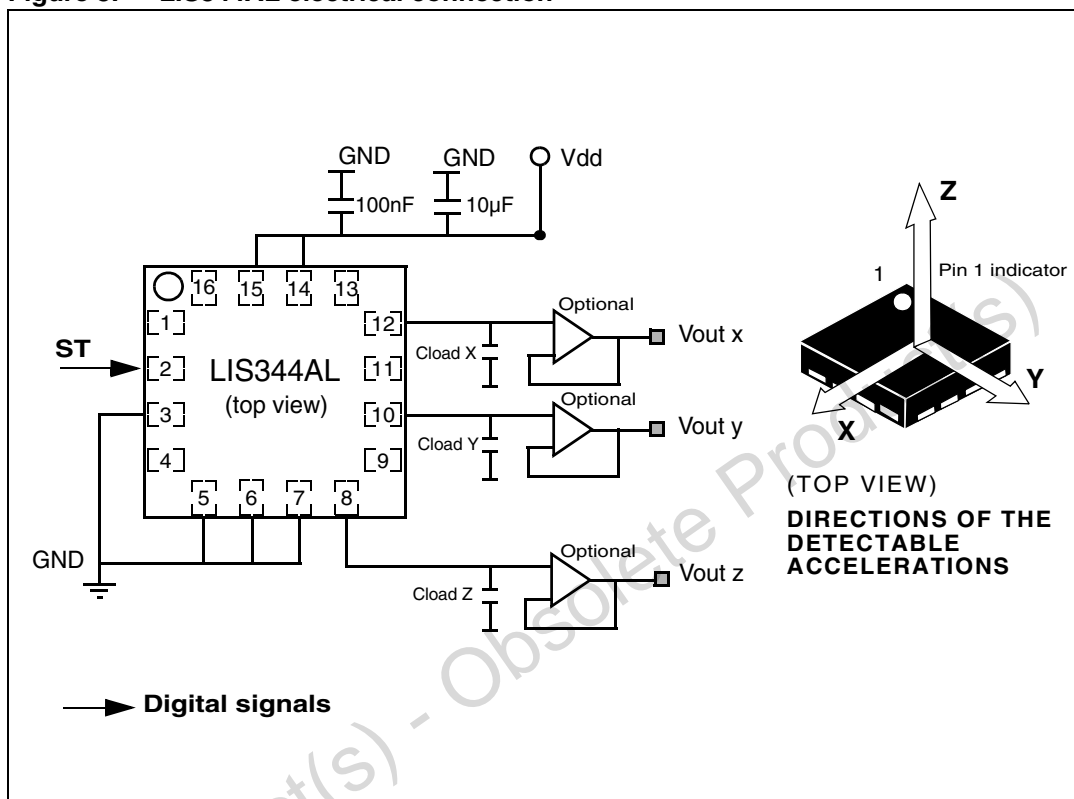 GND GND Vdd
100nF 10µF
16 15 14 13
1 12
2 11
3 10
4 9
5 6 7 8
ST
LIS344AL
(top view)
GND
Optional
Cload X
Vout x
Optional
Cload Y
Vout y
Optional
Cload Z
Vout z
Z
1 Pin 1 indicator
X
Y
(TOP VIEW)
DIRECTIONS OF THE
DETECTABLE
ACCELERATIONS
Digital signals
Obsolete Product(s)